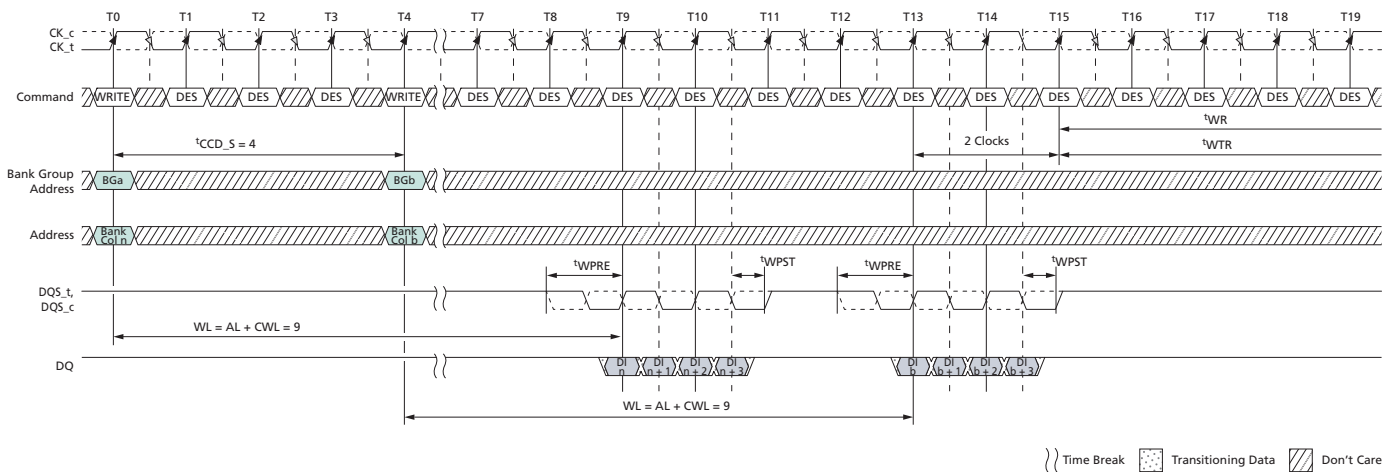 T0 T1 T2 T3 T4 T7 T8 T9 T10 T11 T12 T13 T14 T15 T16 T17 T18 T19
CK_c
CK_t
Command WRITE DES DES DES WRITE DES DES DES DES DES DES DES DES DES DES DES DES DES
tWR
tCCD_S = 4 2 Clocks
tWTR
Bank Group
Address BGa BGb
Address Bank
Col n Bank
Col b
tWPRE tWPST tWPRE tWPST
DQS_t,
DQS_c
WL = AL + CWL = 9
DQ DI
n DI
n + 1 DI
n + 2 DI
n + 3 DI
b DI
b + 1 DI
b + 2 DI
b + 3
WL = AL + CWL = 9
Time Break Transitioning Data Don't Care